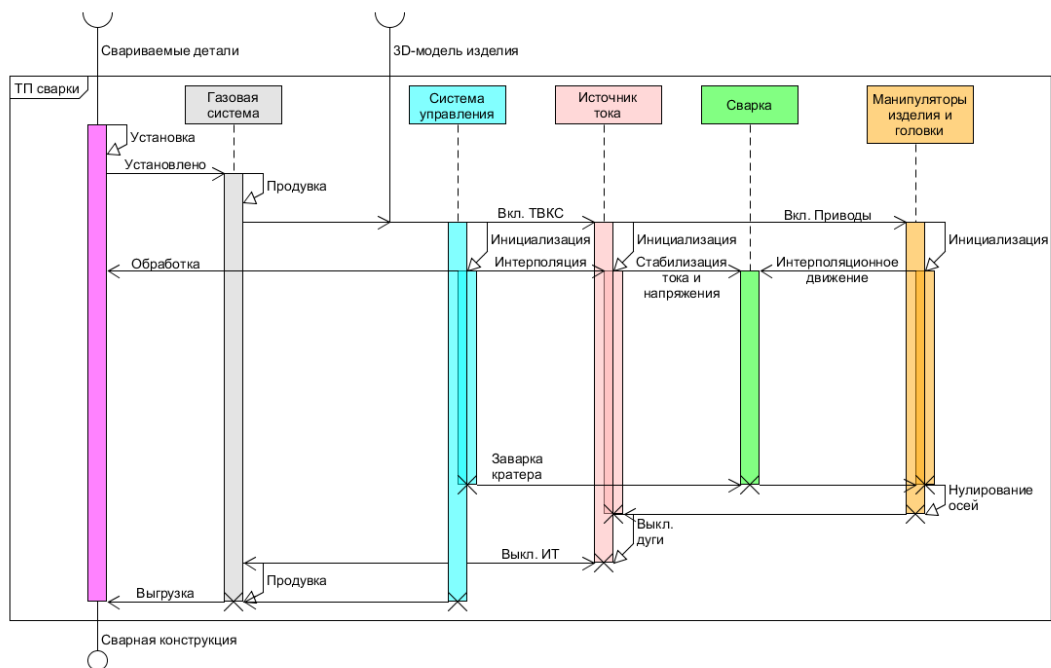 Свариваемые детали
3D-модель изделия
ТП сварки
Газовая
система
Система
управления
Источник
тока
Сварка
Манипуляторы
изделия и
головки
Установка
Установлено
Продувка
Вкл. ТВКС
Вкл. Приводы
Инициализация
Инициализация
Инициализация
Обработка
Интерполяция
Стабилизация
тока и
напряжения
Интерполяционное
движение
Заварка
кратера
Нулирование
осей
Выкл.
дуги
Выкл. ИТ
Продувка
Выгрузка
Сварная конструкция